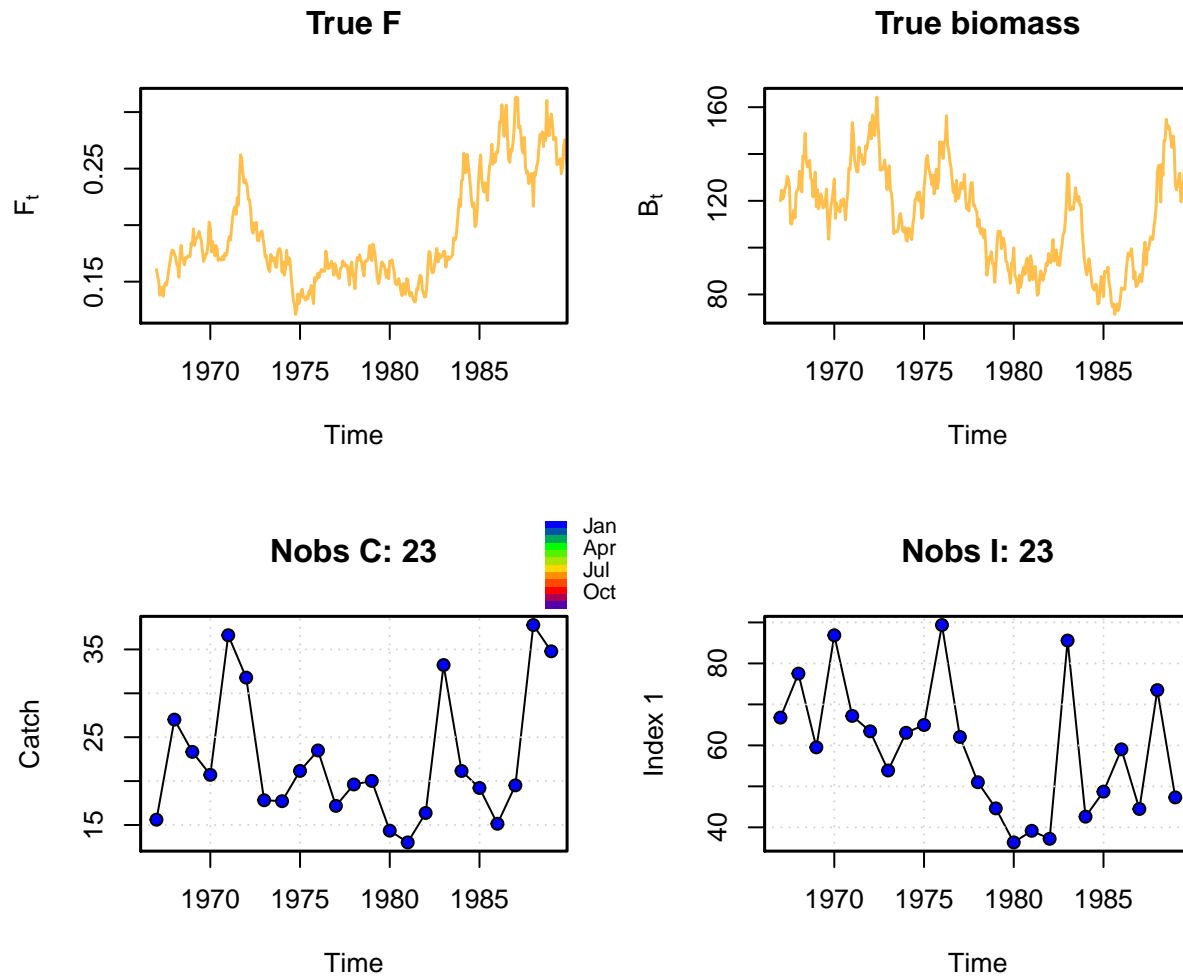 True F
0.15 0.25
F_t
1970 1975 1980 1985
Time
True biomass
80 120 160
B_t
1970 1975 1980 1985
Time
Nobs C: 23
Jan
Apr
Jul
Oct
15 25 35
Catch
1970 1975 1980 1985
Time
Nobs I: 23
40 60 80
Index 1
1970 1975 1980 1985
Time